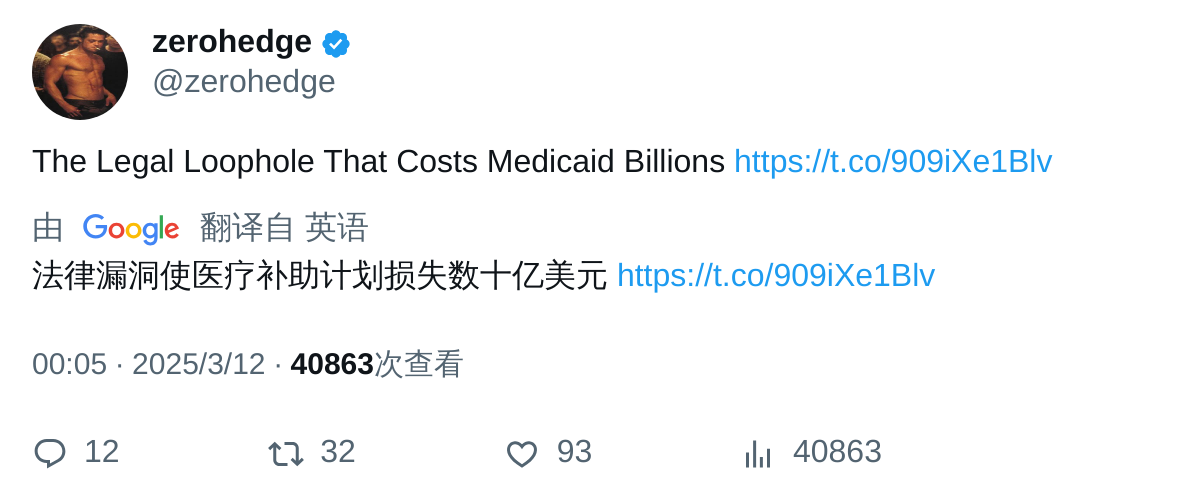 zerohedge
@zerohedge
The Legal Loophole That Costs Medicaid Billions https://t.co/909iXe1Blv
由 Google 翻译自 英语
法律漏洞使医疗补助计划损失数十亿美元 https://t.co/909iXe1Blv
00:05 · 2025/3/12 · 40863次查看
12 32 93 40863